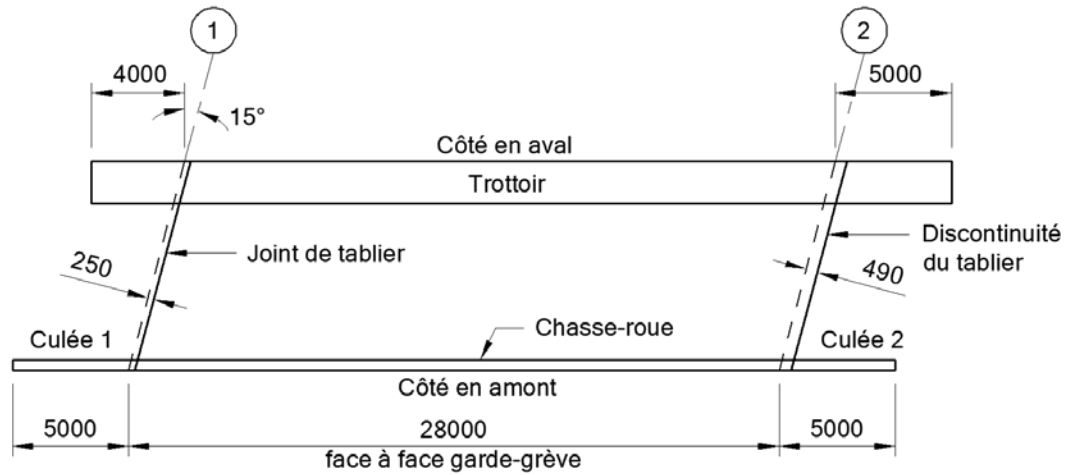 1
2
4000
5000
15°
Côté en aval
Trottoir
Joint de tablier
Discontinuité
du tablier
250
490
Chasse-roue
Culée 1
Culée 2
Côté en amont
5000
28000
5000
face à face garde-grève